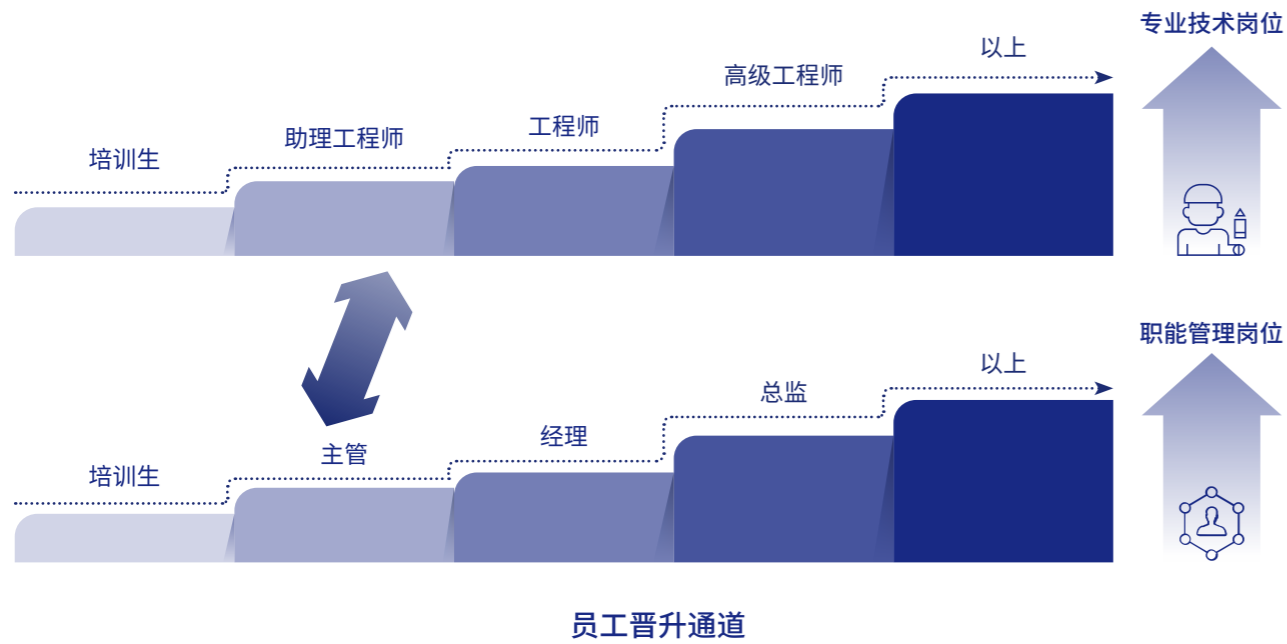 专业技术岗位
以上
高级工程师
工程师
助理工程师
培训生
职能管理岗位
以上
总监
经理
主管
培训生
员工晋升通道